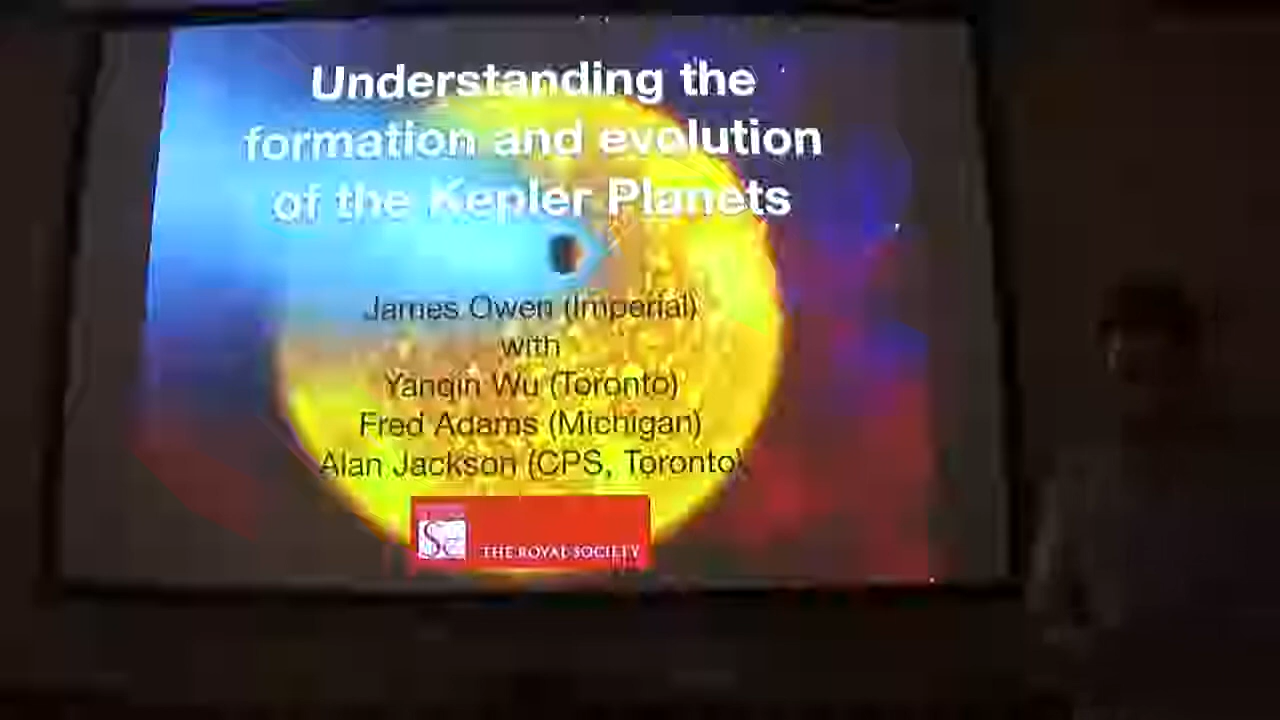 Understanding the
formation and evolution
of the Kepler Planets
James Owen (Imperial)
with
Yanqin Wu (Toronto)
Fred Adams (Michigan)
Alan Jackson (CPS, Toronto)
THE ROYAL SOCIETY